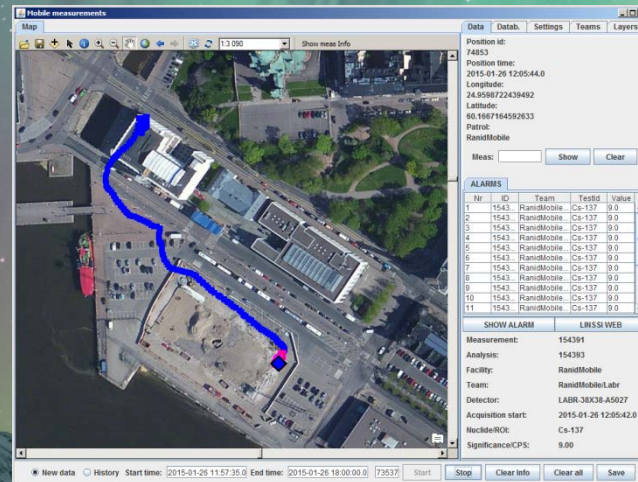 Mobile measurements
Map
1:3 090
Show meas Info
Data Datab. Settings Teams Layers
Position id:
74853
Position time:
2015-01-26 12:05:44.0
Longitude:
24.9598722439492
Latitude:
60.1667164592633
Patrol:
RanidMobile
Meas: Show Clear
ALARMS
Nr ID Team TestId Value
1 1543... RanidMobile... Cs-137 9.0
2 1543... RanidMobile... Cs-137 9.0
3 1543... RanidMobile... Cs-137 9.0
4 1543... RanidMobile... Cs-137 9.0
5 1543... RanidMobile... Cs-137 9.0
6 1543... RanidMobile... Cs-137 9.0
7 1543... RanidMobile... Cs-137 9.0
8 1543... RanidMobile... Cs-137 9.0
9 1543... RanidMobile... Cs-137 9.0
10 1543... RanidMobile... Cs-137 9.0
11 1543... RanidMobile... Cs-137 9.0
SHOW ALARM LINSSI WEB
Measurement: 154391
Analysis: 154393
Facility: RanidMobile
Team: RanidMobile/Labr
Detector: LABR-38X38-A5027
Acquisition start: 2015-01-26 12:05:42.0
Nuclide/ROI: Cs-137
Significance/CPS: 9.00
New data History Start time: 2015-01-26 11:57:35.0 End time: 2015-01-26 18:00:00.0 73537 Start Stop Clear Info Clear all Save